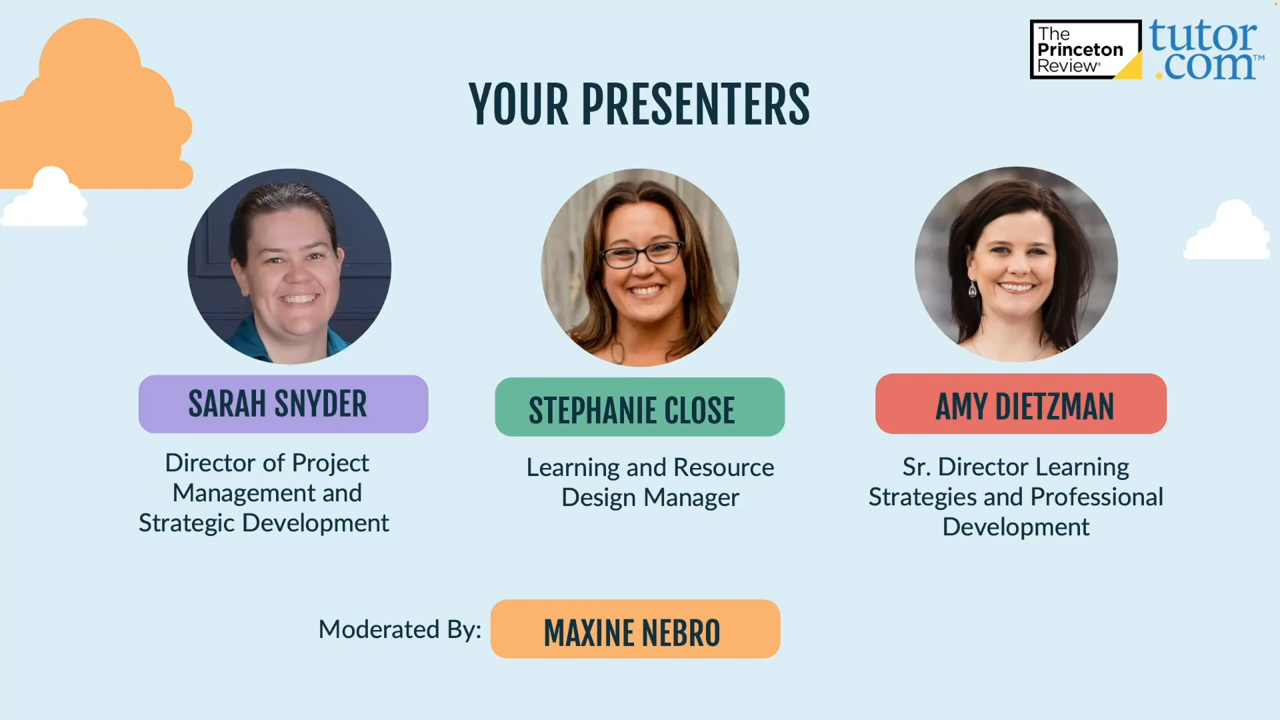 The
Princeton
Review®
tutor
.com™
YOUR PRESENTERS
SARAH SNYDER
Director of Project
Management and
Strategic Development
STEPHANIE CLOSE
Learning and Resource
Design Manager
AMY DIETZMAN
Sr. Director Learning
Strategies and Professional
Development
Moderated By: MAXINE NEBRO